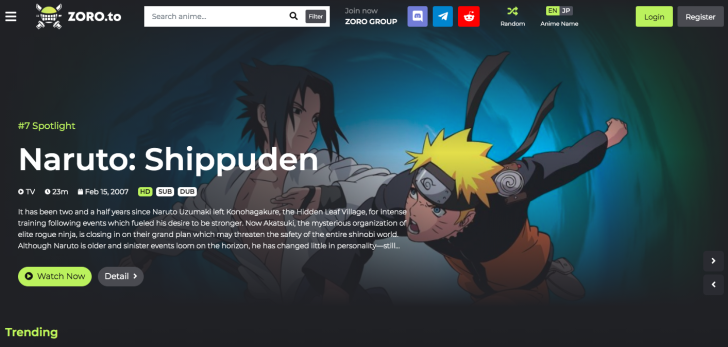 ZORO.to
Search anime...
Filter
Join now
ZORO GROUP
Random
EN JP
Anime Name
Login
Register
#7 Spotlight
Naruto: Shippuden
TV 23m Feb 15, 2007 HD SUB DUB
It has been two and a half years since Naruto Uzumaki left Konohagakure, the Hidden Leaf Village, for intense
training following events which fueled his desire to be stronger. Now Akatsuki, the mysterious organization of
elite rogue ninja, is closing in on their grand plan which may threaten the safety of the entire shinobi world.
Although Naruto is older and sinister events loom on the horizon, he has changed little in personality—still...
Watch Now
Detail
Trending